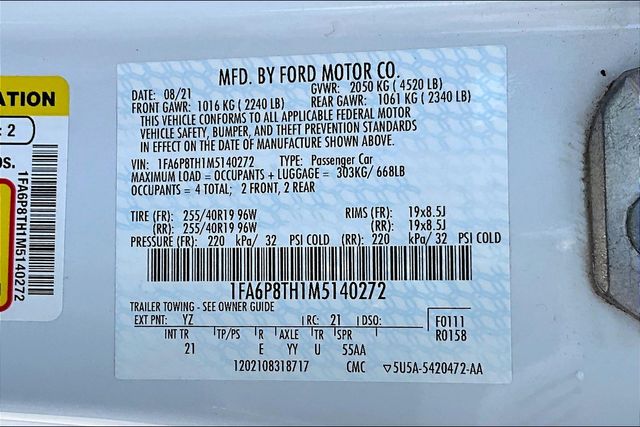 MFD. BY FORD MOTOR CO.
DATE: 08/21 GVWR: 2050 KG ( 4520 LB)
FRONT GAWR: 1016 KG ( 2240 LB) REAR GAWR: 1061 KG ( 2340 LB)
THIS VEHICLE CONFORMS TO ALL APPLICABLE FEDERAL MOTOR
VEHICLE SAFETY, BUMPER, AND THEFT PREVENTION STANDARDS
IN EFFECT ON THE DATE OF MANUFACTURE SHOWN ABOVE.
VIN: 1FA6P8TH1M5140272 TYPE: Passenger Car
MAXIMUM LOAD = OCCUPANTS + LUGGAGE = 303KG/ 668LB
OCCUPANTS = 4 TOTAL; 2 FRONT, 2 REAR
TIRE (FR): 255/40R19 96W RIMS (FR): 19x8.5J
(RR): 255/40R19 96W (RR): 19x8.5J
PRESSURE (FR): 220 kPa/ 32 PSI COLD (RR): 220 kPa/ 32 PSI COLD
1FA6P8TH1M5140272
TRAILER TOWING - SEE OWNER GUIDE
EXT PNT: YZ RC: 21 DSO: F0111
INT TR TP/PS R AXLE TR SPR R0158
21 E YY U 55AA
1202108318717 CMC ▽5U5A-5420472-AA
ATION
: 2
os.
1FA6P8TH1M5140272